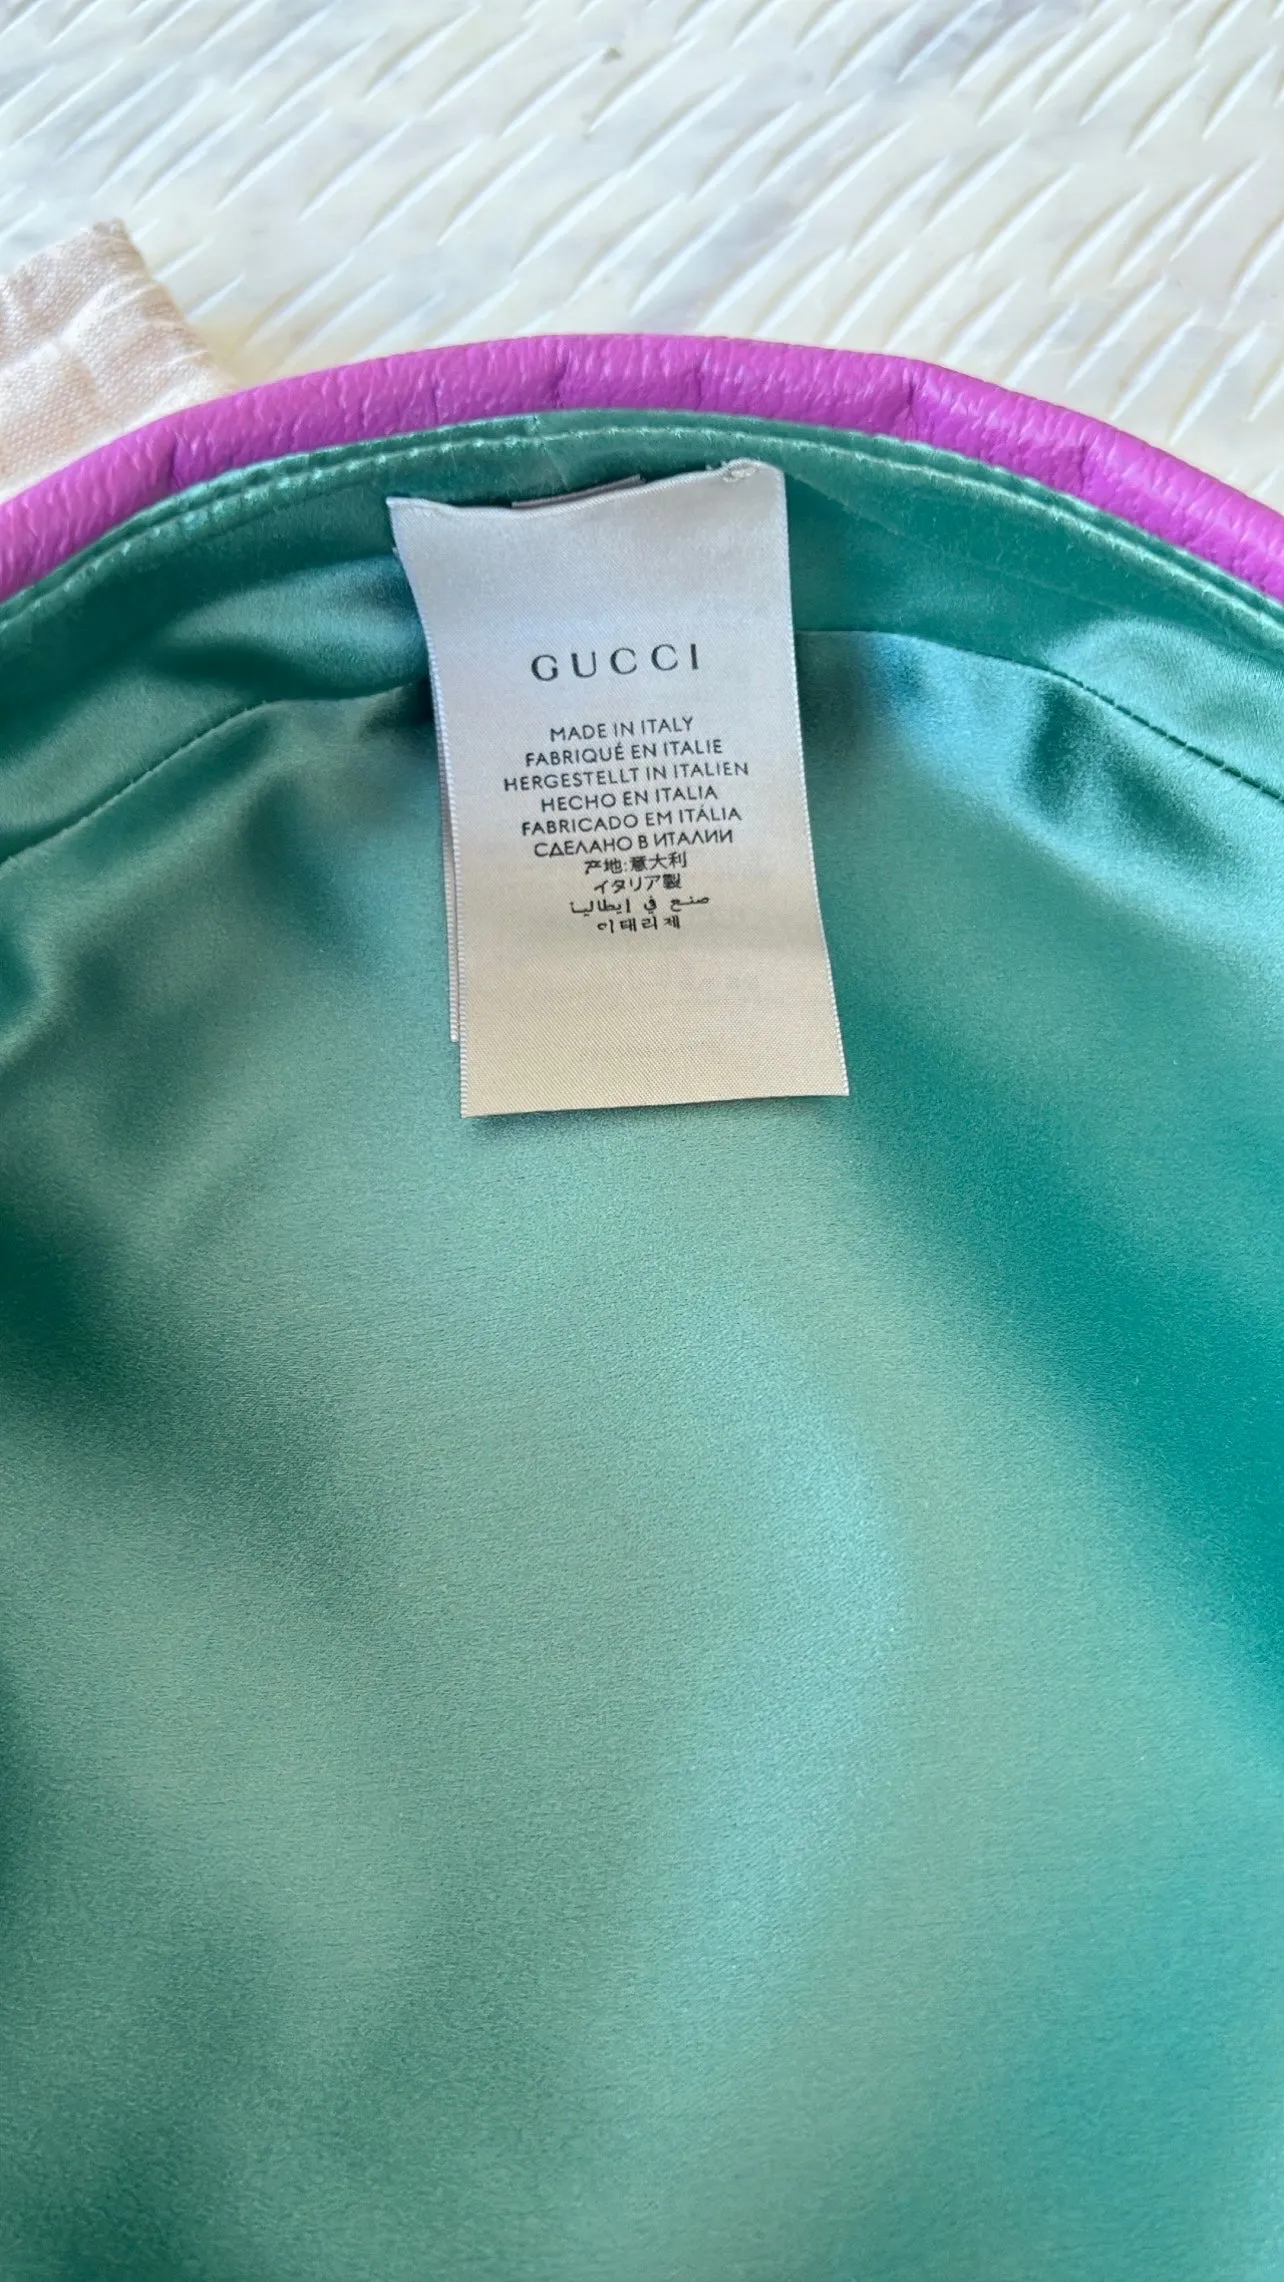 GUCCI
MADE IN ITALY
FABRIQUÉ EN ITALIE
HERGESTELLT IN ITALIEN
HECHO EN ITALIA
FABRICADO EM ITÁLIA
СДЕЛАНО В ИТАЛИИ
产地:意大利
イタリア製
صنع في إيطاليا
이태리제